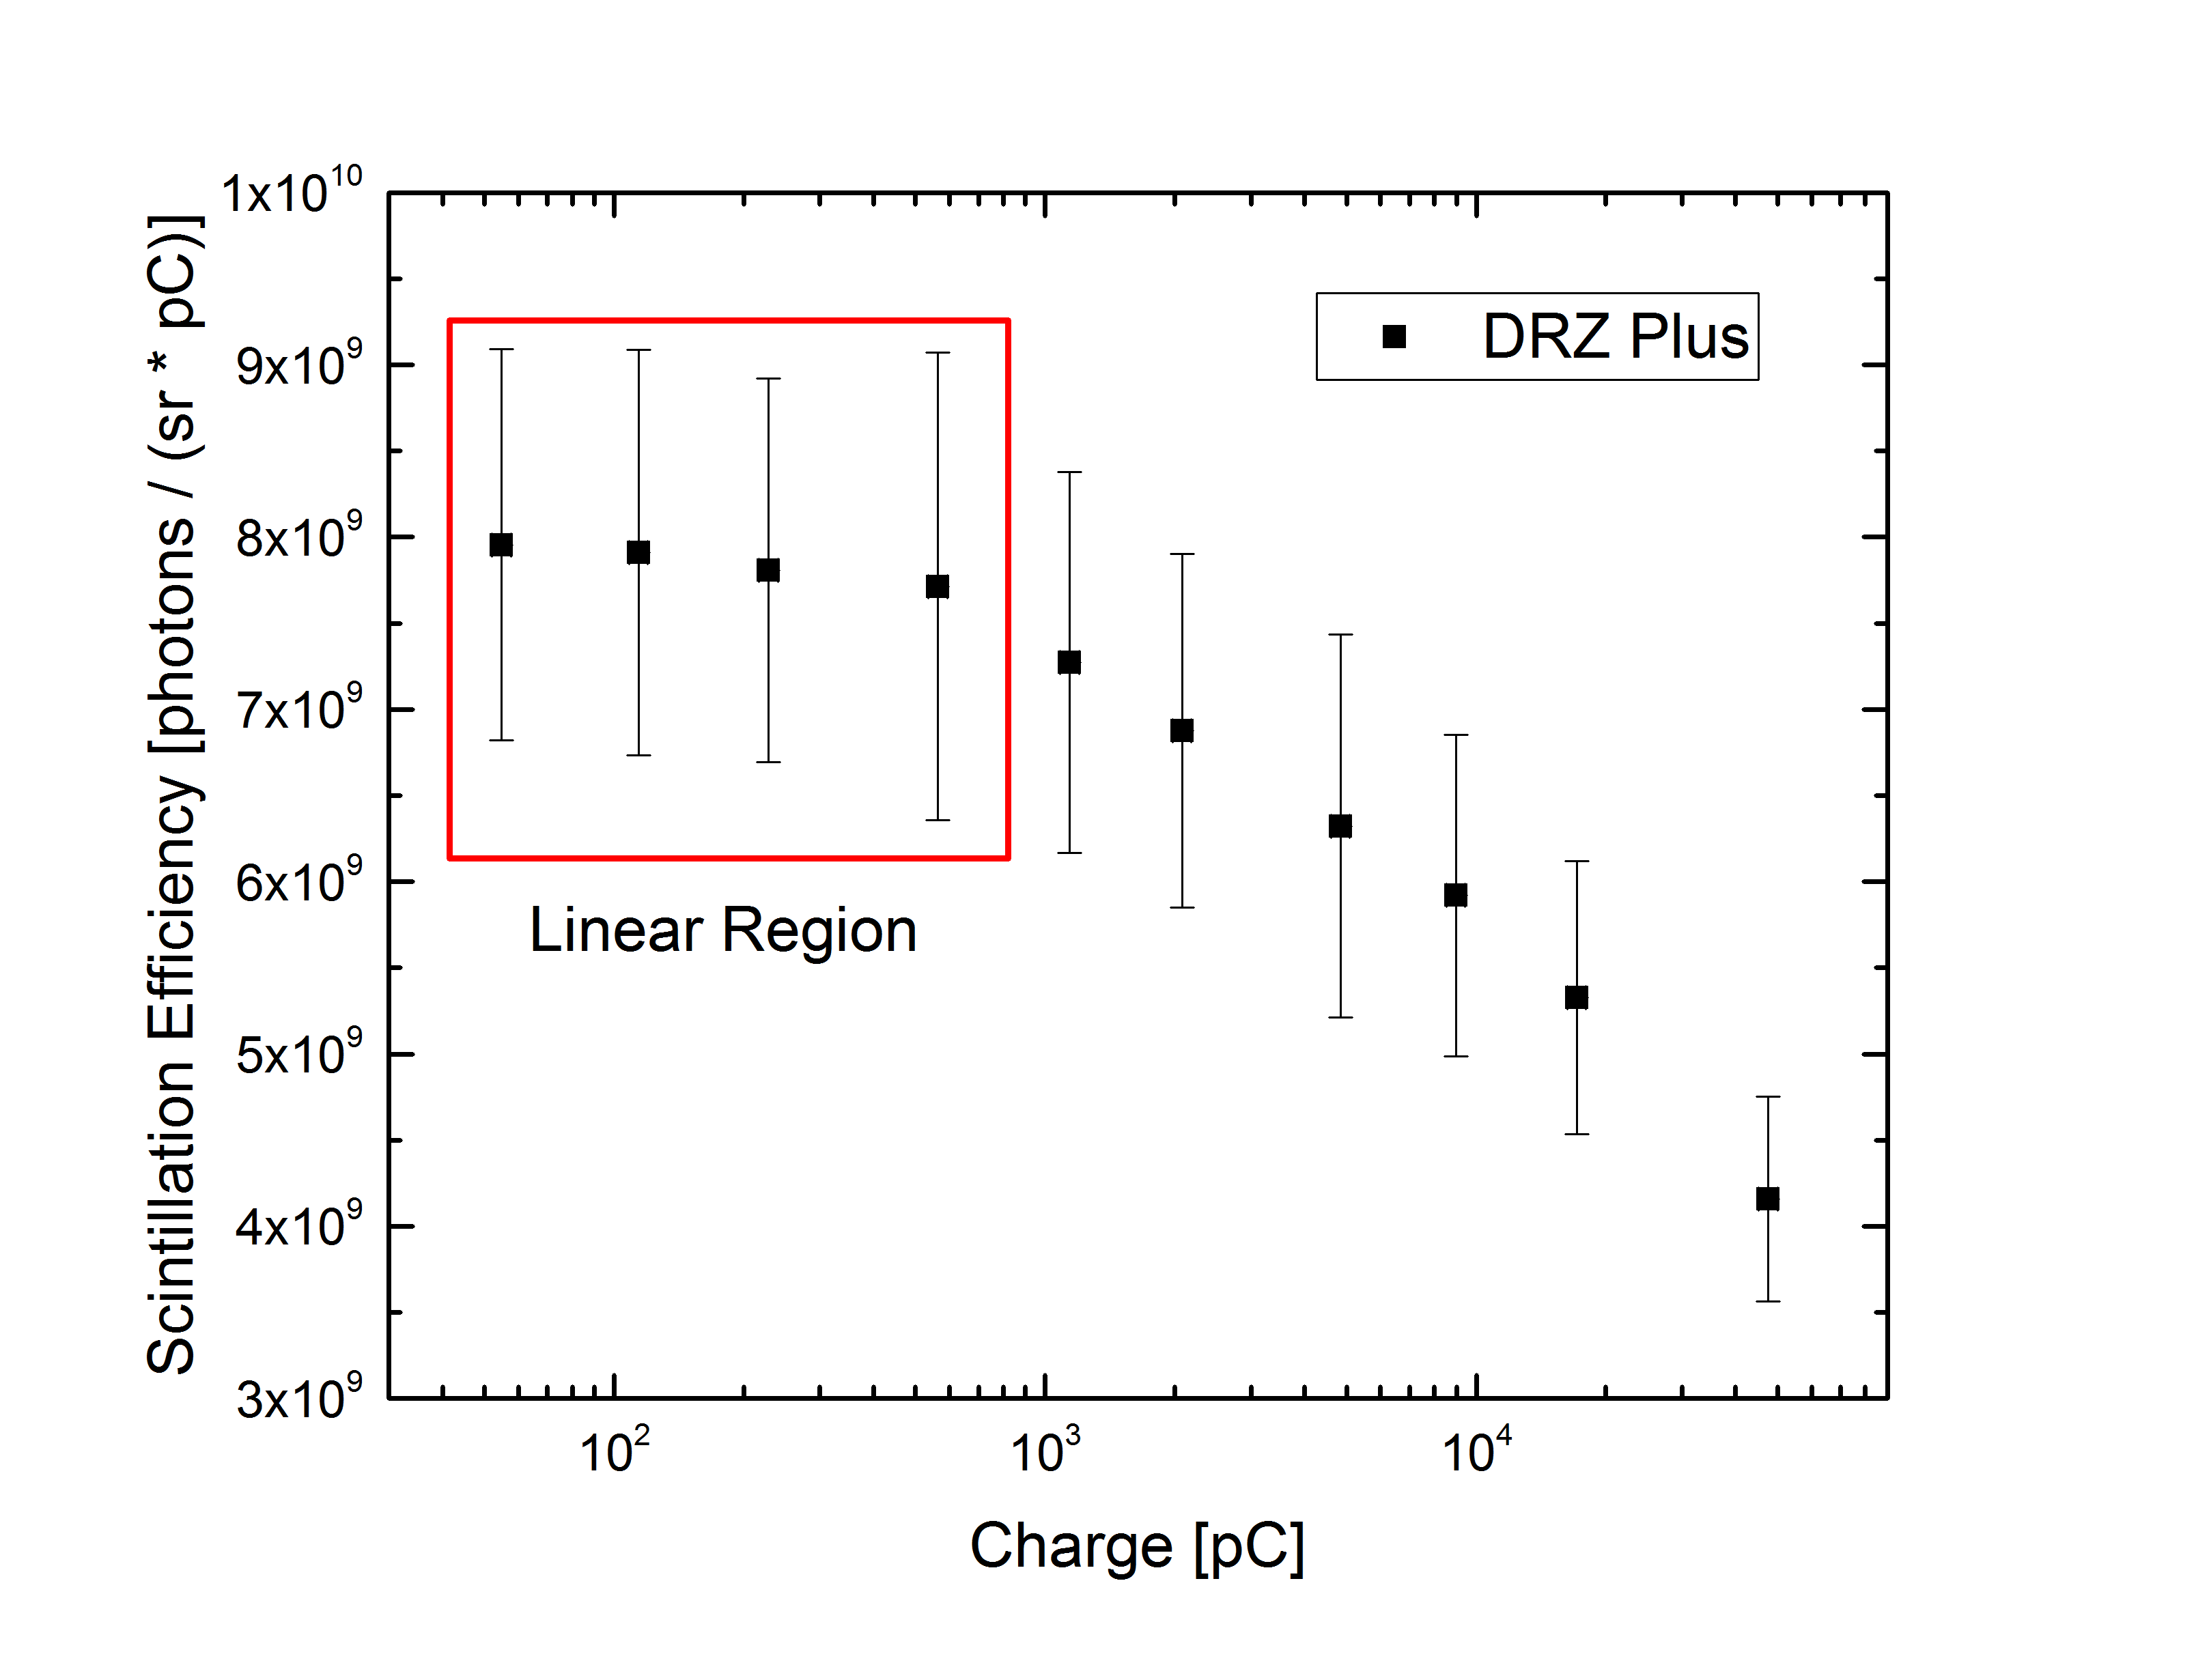 Scintillation Efficiency [photons / (sr * pC)]
1x10^10
9x10^9
8x10^9
7x10^9
6x10^9
5x10^9
4x10^9
3x10^9
DRZ Plus
Linear Region
10^2
10^3
10^4
Charge [pC]